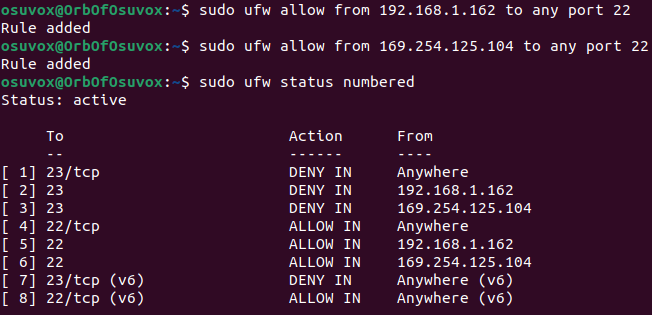 osuvox@OrbOfOsuvox:~$ sudo ufw allow from 192.168.1.162 to any port 22
Rule added
osuvox@OrbOfOsuvox:~$ sudo ufw allow from 169.254.125.104 to any port 22
Rule added
osuvox@OrbOfOsuvox:~$ sudo ufw status numbered
Status: active

     To                         Action      From
     --                         ------      ----
[ 1] 23/tcp                     DENY IN     Anywhere
[ 2] 23                         DENY IN     192.168.1.162
[ 3] 23                         DENY IN     169.254.125.104
[ 4] 22/tcp                     ALLOW IN    Anywhere
[ 5] 22                         ALLOW IN    192.168.1.162
[ 6] 22                         ALLOW IN    169.254.125.104
[ 7] 23/tcp (v6)                DENY IN     Anywhere (v6)
[ 8] 22/tcp (v6)                ALLOW IN    Anywhere (v6)